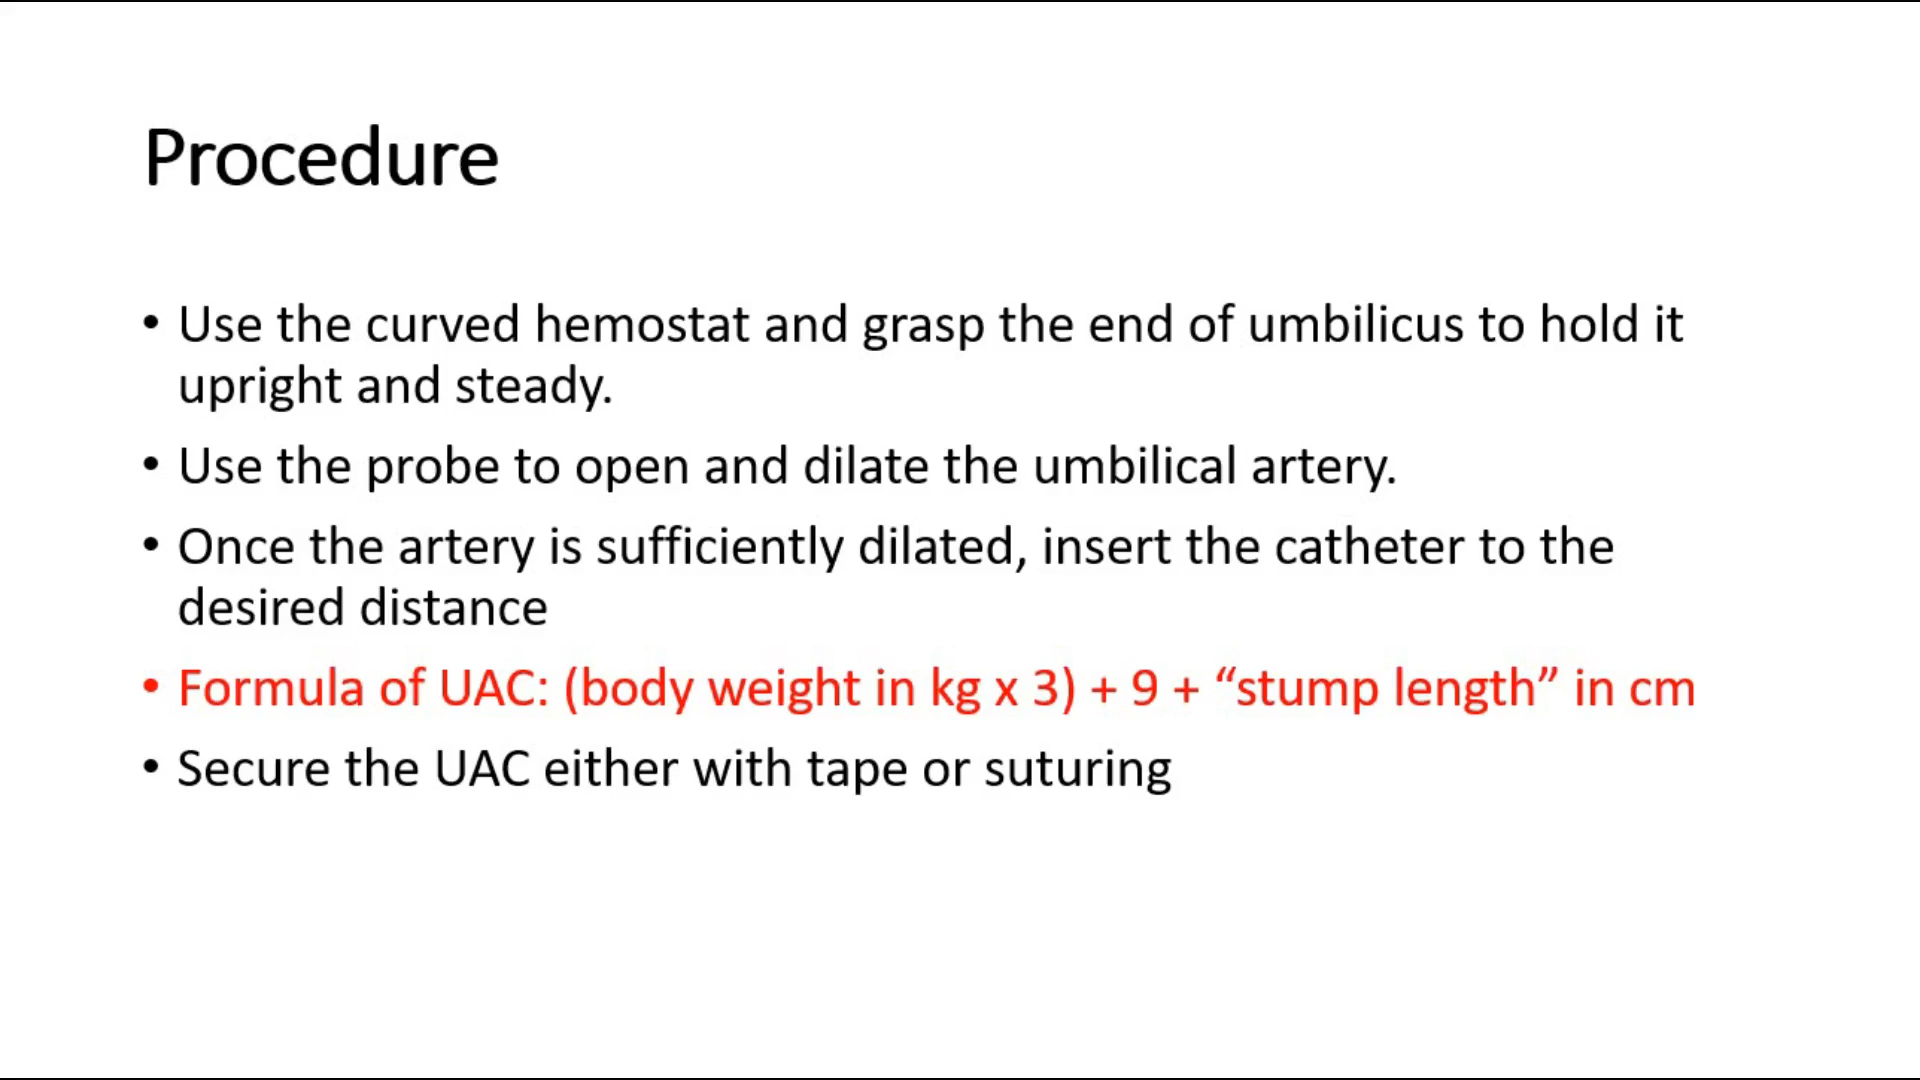 Procedure
• Use the curved hemostat and grasp the end of umbilicus to hold it
upright and steady.
• Use the probe to open and dilate the umbilical artery.
• Once the artery is sufficiently dilated, insert the catheter to the
desired distance
• Formula of UAC: (body weight in kg x 3) + 9 + “stump length” in cm
• Secure the UAC either with tape or suturing